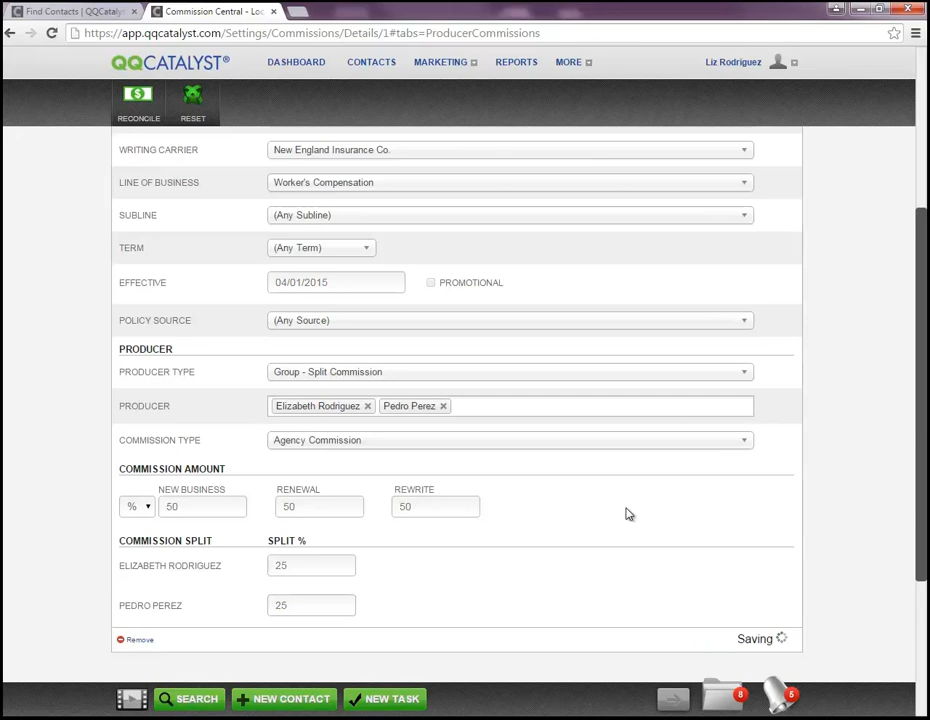 Find Contacts | QQCataly
Commission Central - Loc
https://app.qqcatalyst.com/Settings/Commissions/Details/1#tabs=ProducerCommissions
QQCATALYST®
DASHBOARD
CONTACTS
MARKETING
REPORTS
MORE
Liz Rodriguez
RECONCILE
RESET
WRITING CARRIER New England Insurance Co.
LINE OF BUSINESS Worker's Compensation
SUBLINE (Any Subline)
TERM (Any Term)
EFFECTIVE 04/01/2015 PROMOTIONAL
POLICY SOURCE (Any Source)
PRODUCER
PRODUCER TYPE Group - Split Commission
PRODUCER Elizabeth Rodriguez Pedro Perez
COMMISSION TYPE Agency Commission
COMMISSION AMOUNT
NEW BUSINESS RENEWAL REWRITE
% 50 50 50
COMMISSION SPLIT SPLIT %
ELIZABETH RODRIGUEZ 25
PEDRO PEREZ 25
Remove
Saving
SEARCH
NEW CONTACT
NEW TASK
8
5